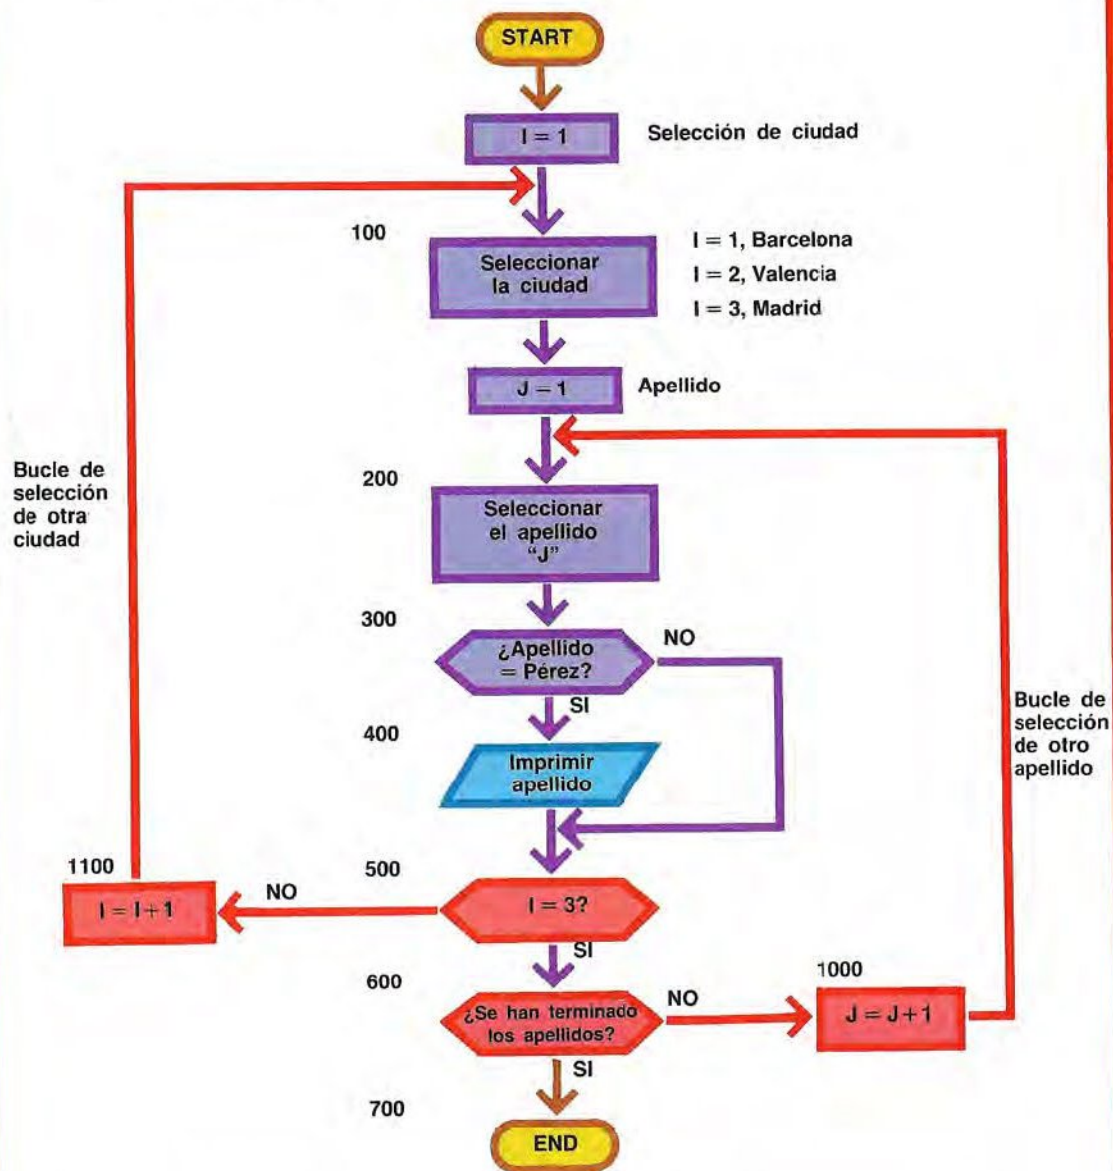 START
I = 1
Selección de ciudad
100
Seleccionar
la ciudad
I = 1, Barcelona
I = 2, Valencia
I = 3, Madrid
J = 1
Apellido
Bucle de
selección
de otra
ciudad
200
Seleccionar
el apellido
“J”
300
¿Apellido
= Pérez?
NO
SI
400
Imprimir
apellido
Bucle de
selección
de otro
apellido
1100
I = I+1
NO
500
I = 3?
SI
600
¿Se han terminado
los apellidos?
NO
1000
J = J+1
SI
700
END